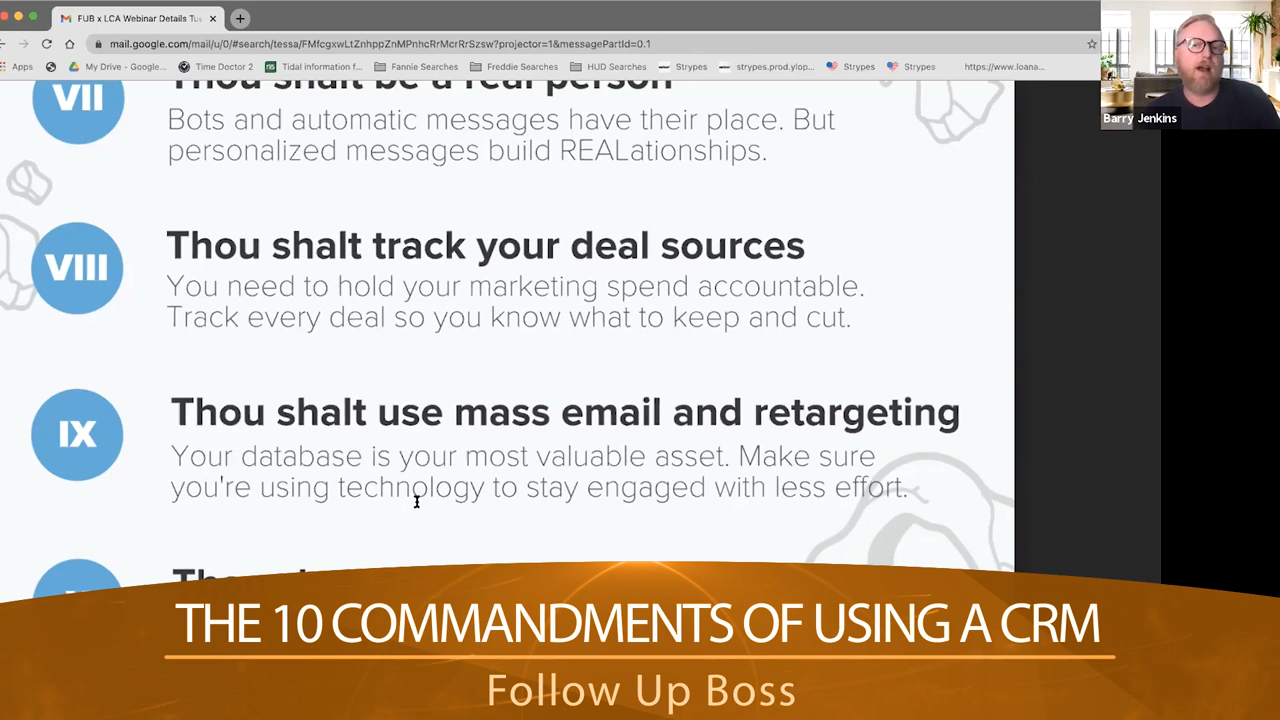 FUB x LCA Webinar Details Tu
mail.google.com/mail/u/0/#search/tessa/FMfcgxwLtZnhppZnMPnhcRrMcrRrSzsw?projector=1&messagePartId=0.1
Apps
My Drive - Google...
Time Doctor 2
Tidal information f...
Fannie Searches
Freddie Searches
HUD Searches
Strypes
strypes.prod.ylop...
Strypes
Strypes
https://www.loana...
Barry Jenkins
VII
Thou shalt be a real person
Bots and automatic messages have their place. But
personalized messages build REALationships.
VIII
Thou shalt track your deal sources
You need to hold your marketing spend accountable.
Track every deal so you know what to keep and cut.
IX
Thou shalt use mass email and retargeting
Your database is your most valuable asset. Make sure
you're using technology to stay engaged with less effort.
THE 10 COMMANDMENTS OF USING A CRM
Follow Up Boss